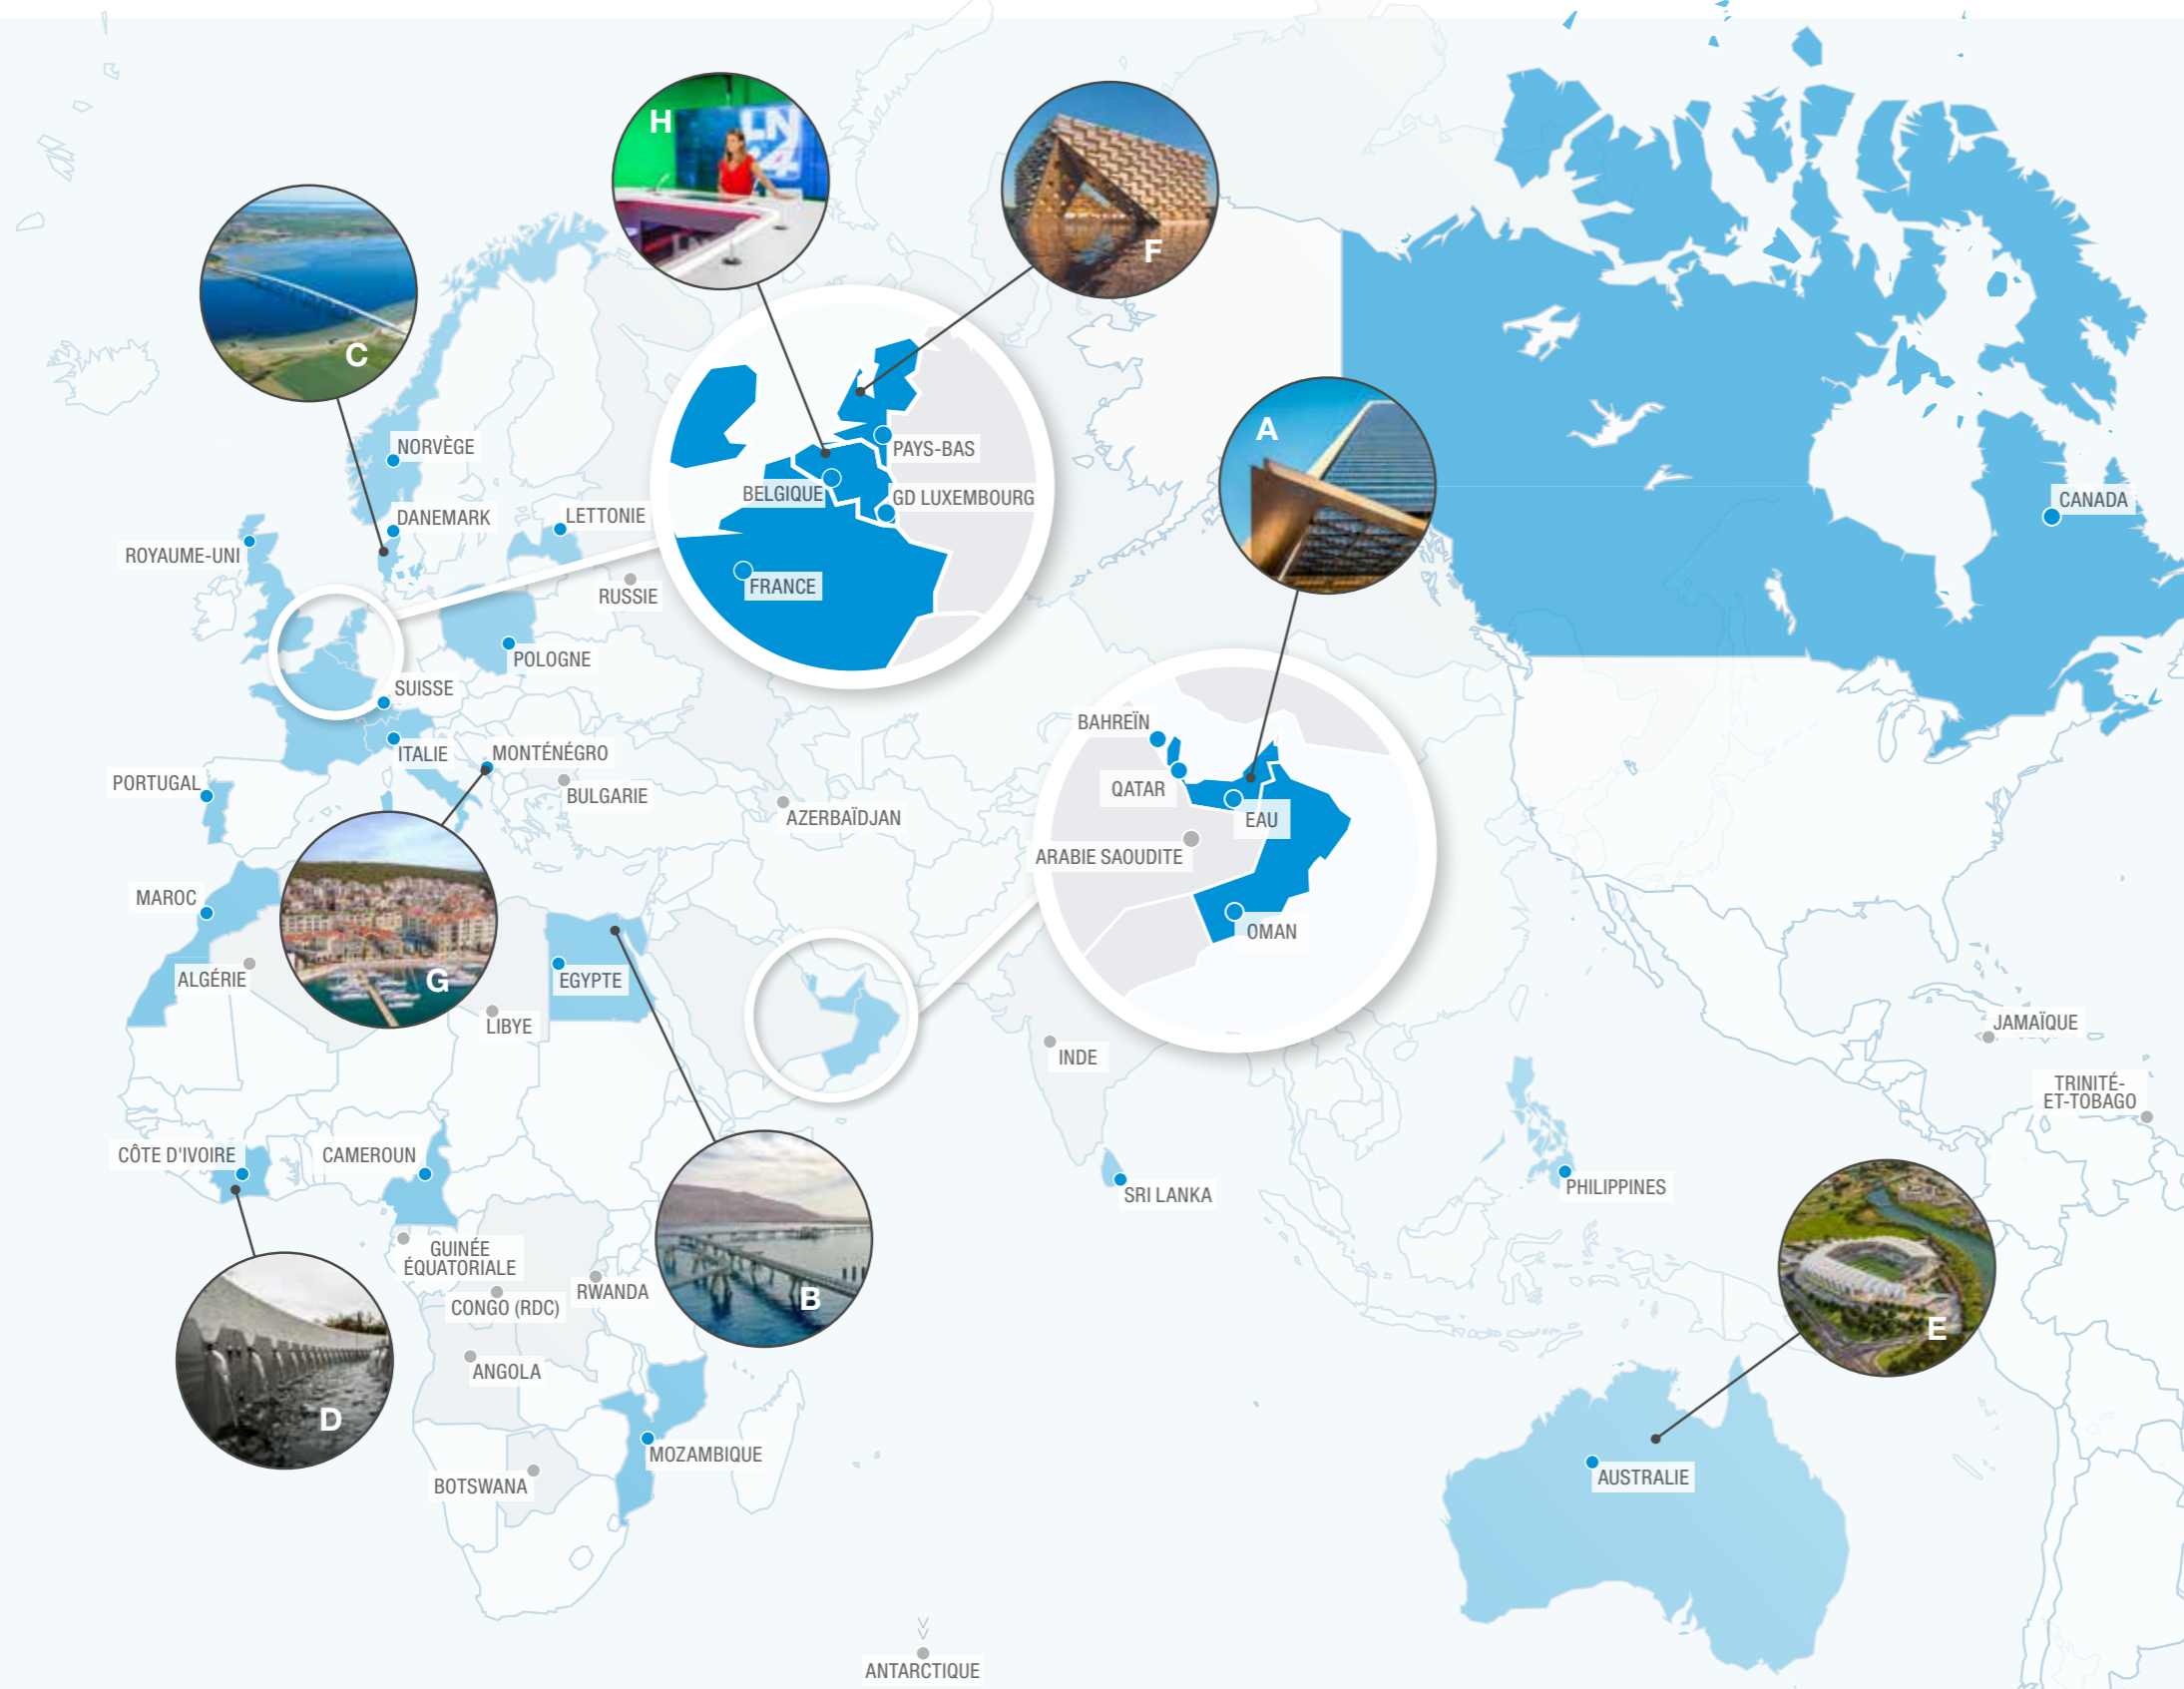 H
LN
24
F
C
A
NORVÈGE
PAYS-BAS
BELGIQUE
GD LUXEMBOURG
CANADA
DANEMARK
LETTONIE
ROYAUME-UNI
FRANCE
RUSSIE
POLOGNE
SUISSE
BAHREÏN
ITALIE
MONTÉNÉGRO
PORTUGAL
QATAR
BULGARIE
AZERBAÏDJAN
EAU
ARABIE SAOUDITE
MAROC
OMAN
ALGÉRIE
G
EGYPTE
LIBYE
JAMAÏQUE
INDE
TRINITÉ-
ET-TOBAGO
CÔTE D'IVOIRE
CAMEROUN
SRI LANKA
PHILIPPINES
GUINÉE
ÉQUATORIALE
RWANDA
CONGO (RDC)
B
E
ANGOLA
D
MOZAMBIQUE
BOTSWANA
AUSTRALIE
ANTARCTIQUE